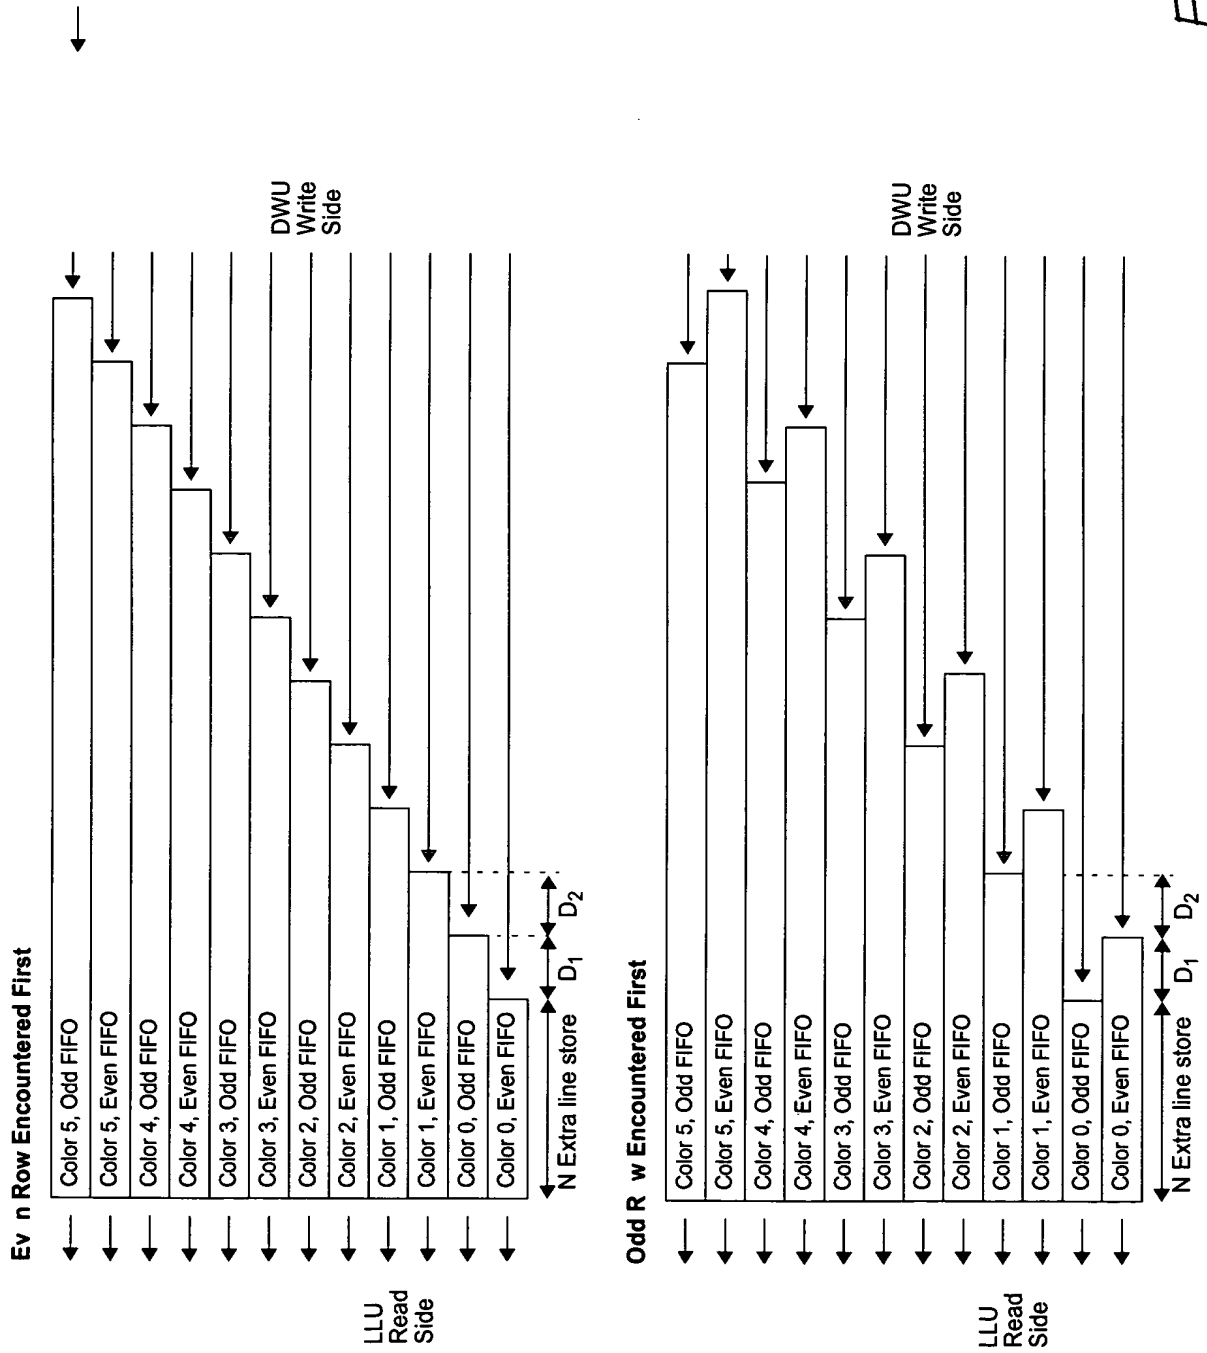 Ev n Row Encountered First
Color 5, Odd FIFO
Color 5, Even FIFO
Color 4, Odd FIFO
Color 4, Even FIFO
Color 3, Odd FIFO
Color 3, Even FIFO
Color 2, Odd FIFO
Color 2, Even FIFO
Color 1, Odd FIFO
Color 1, Even FIFO
Color 0, Odd FIFO
Color 0, Even FIFO
LLU
Read
Side
DWU
Write
Side
N Extra line store
D1
D2
Odd R w Encountered First
Color 5, Odd FIFO
Color 5, Even FIFO
Color 4, Odd FIFO
Color 4, Even FIFO
Color 3, Odd FIFO
Color 3, Even FIFO
Color 2, Odd FIFO
Color 2, Even FIFO
Color 1, Odd FIFO
Color 1, Even FIFO
Color 0, Odd FIFO
Color 0, Even FIFO
LLU
Read
Side
DWU
Write
Side
N Extra line store
D1
D2